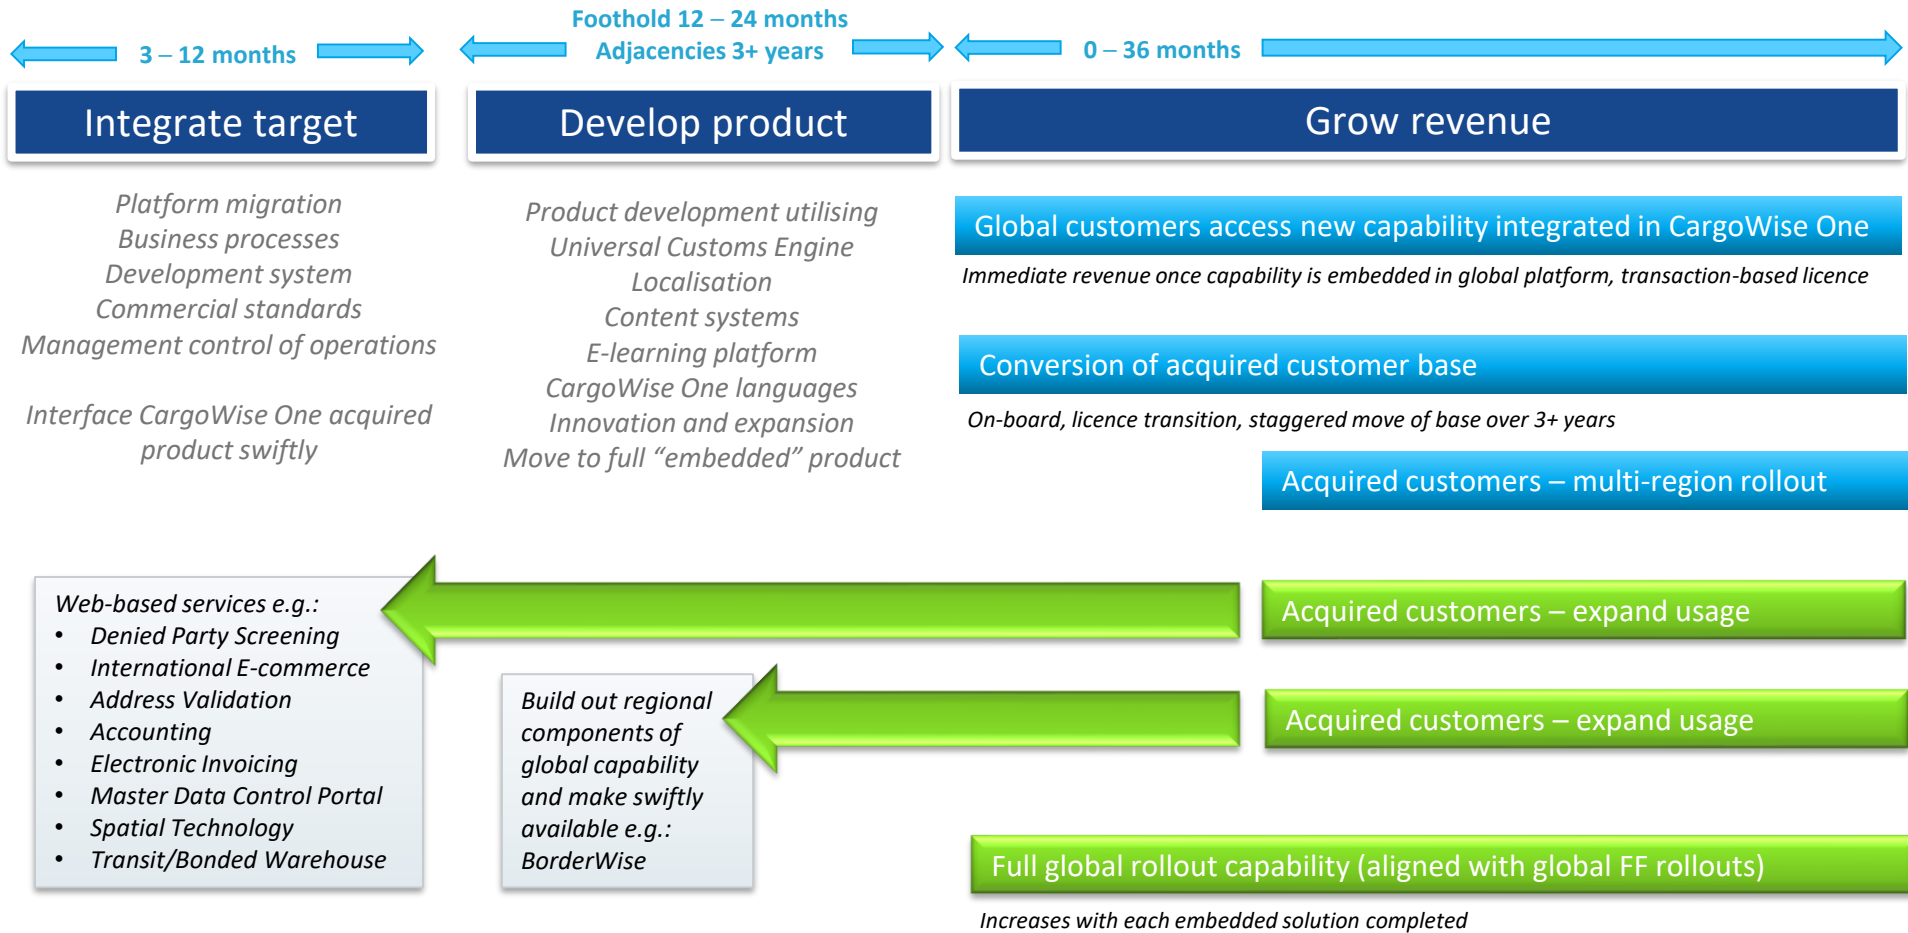 3 – 12 months
Foothold 12 – 24 months
Adjacencies 3+ years
0 – 36 months
Integrate target
Develop product
Grow revenue
Platform migration
Business processes
Development system
Commercial standards
Management control of operations
Interface CargoWise One acquired
product swiftly
Product development utilising
Universal Customs Engine
Localisation
Content systems
E-learning platform
CargoWise One languages
Innovation and expansion
Move to full “embedded” product
Global customers access new capability integrated in CargoWise One
Immediate revenue once capability is embedded in global platform, transaction-based licence
Conversion of acquired customer base
On-board, licence transition, staggered move of base over 3+ years
Acquired customers – multi-region rollout
Web-based services e.g.:
• Denied Party Screening
• International E-commerce
• Address Validation
• Accounting
• Electronic Invoicing
• Master Data Control Portal
• Spatial Technology
• Transit/Bonded Warehouse
Acquired customers – expand usage
Build out regional
components of
global capability
and make swiftly
available e.g.:
BorderWise
Acquired customers – expand usage
Full global rollout capability (aligned with global FF rollouts)
Increases with each embedded solution completed